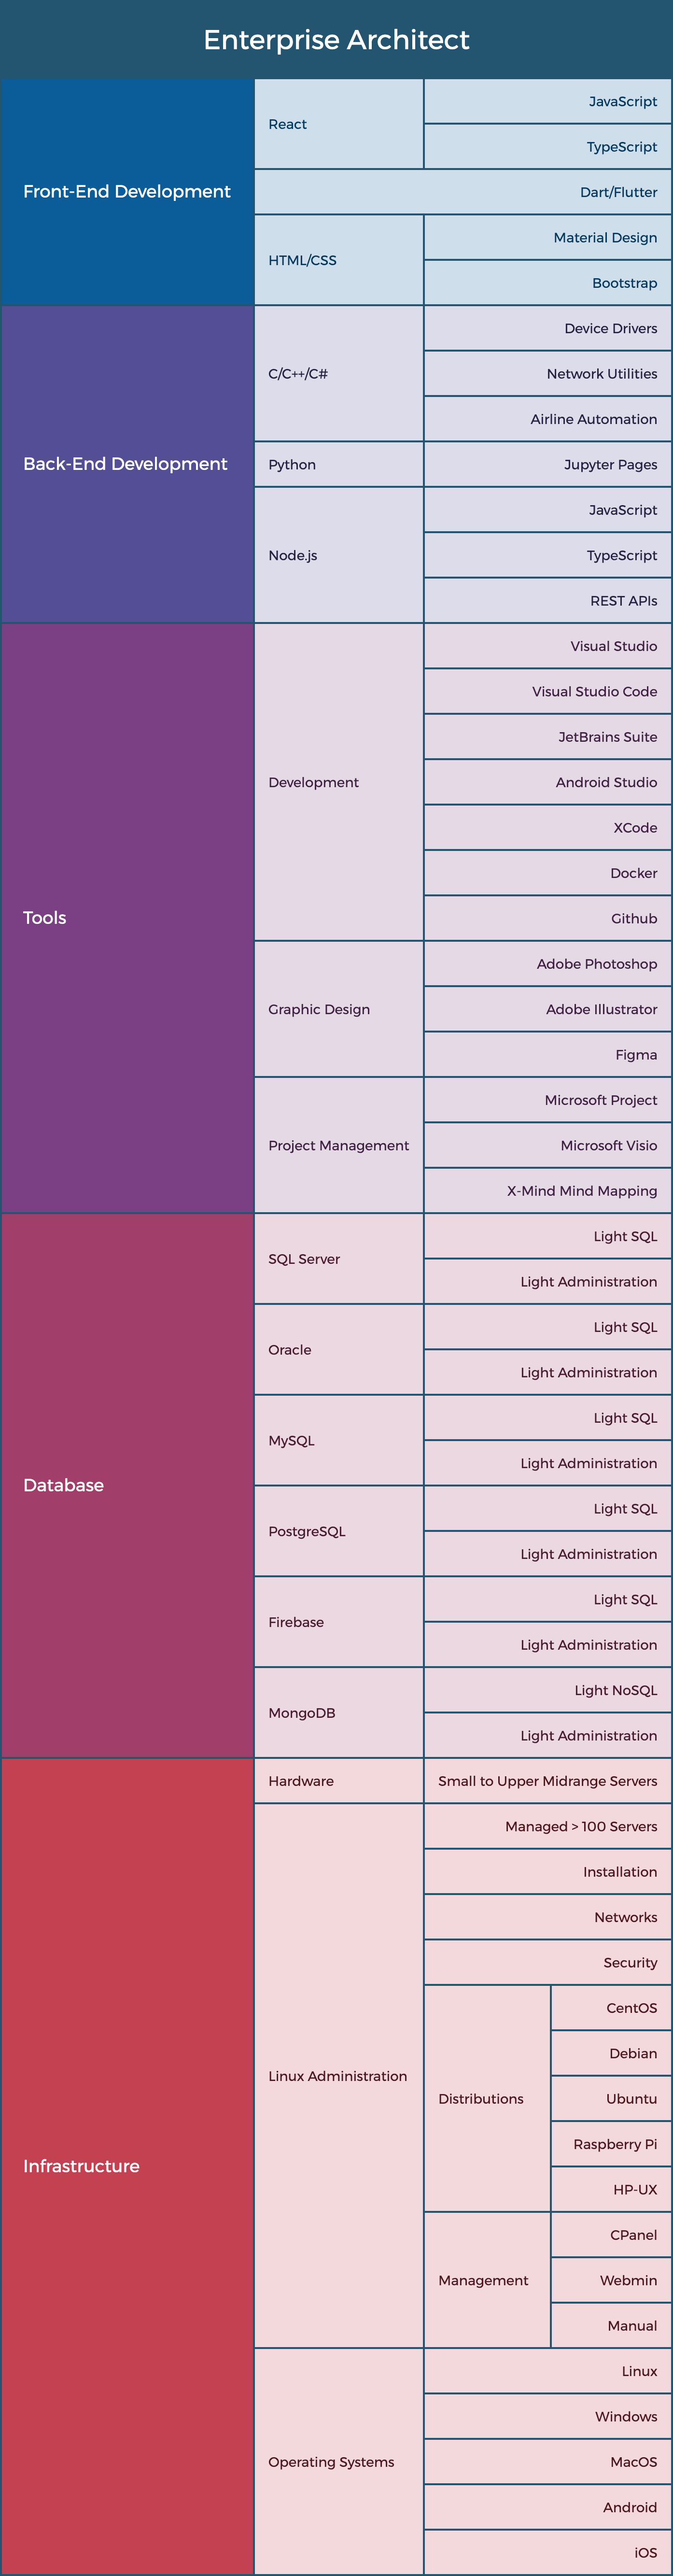 Enterprise Architect
Front-End Development
React
JavaScript
TypeScript
Dart/Flutter
HTML/CSS
Material Design
Bootstrap
Back-End Development
C/C++/C#
Device Drivers
Network Utilities
Airline Automation
Python
Jupyter Pages
Node.js
JavaScript
TypeScript
REST APIs
Tools
Development
Visual Studio
Visual Studio Code
JetBrains Suite
Android Studio
XCode
Docker
Github
Graphic Design
Adobe Photoshop
Adobe Illustrator
Figma
Project Management
Microsoft Project
Microsoft Visio
X-Mind Mind Mapping
Database
SQL Server
Light SQL
Light Administration
Oracle
Light SQL
Light Administration
MySQL
Light SQL
Light Administration
PostgreSQL
Light SQL
Light Administration
Firebase
Light SQL
Light Administration
MongoDB
Light NoSQL
Light Administration
Infrastructure
Hardware
Small to Upper Midrange Servers
Linux Administration
Managed > 100 Servers
Installation
Networks
Security
Distributions
CentOS
Debian
Ubuntu
Raspberry Pi
HP-UX
Management
CPanel
Webmin
Manual
Operating Systems
Linux
Windows
MacOS
Android
iOS